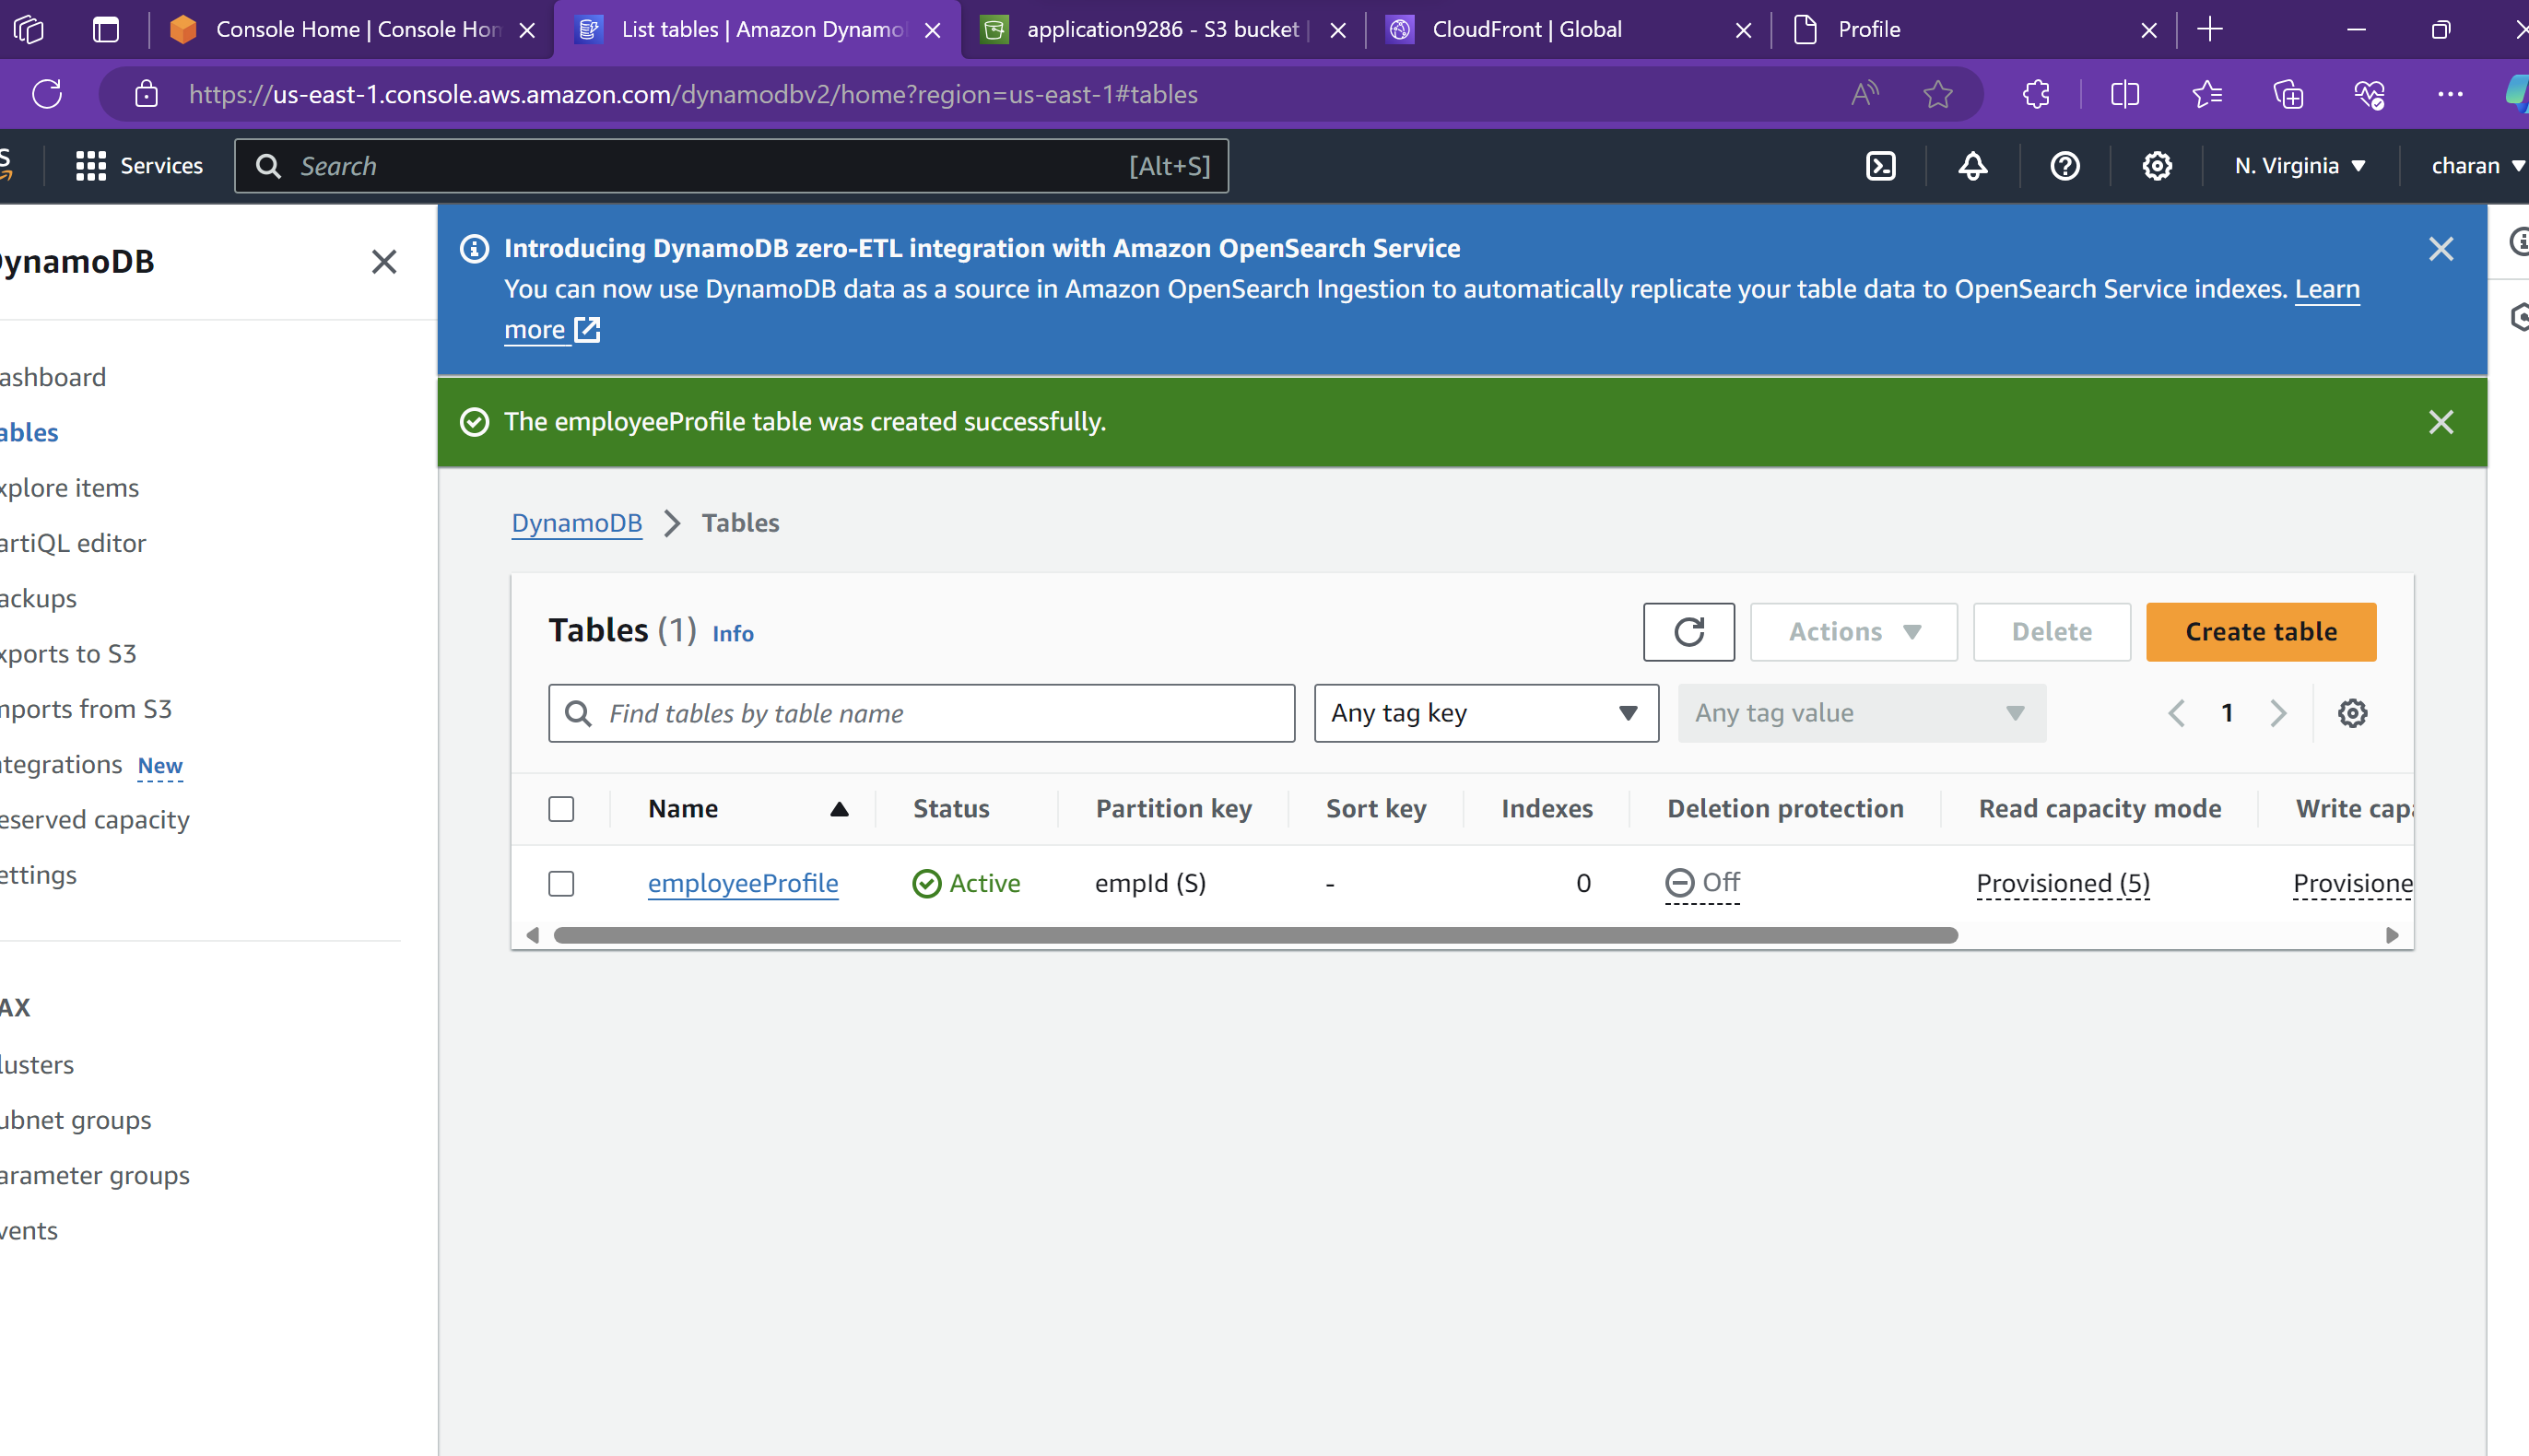 Console Home | Console Hom
List tables | Amazon Dynamo
application9286 - S3 bucket |
CloudFront | Global
Profile
https://us-east-1.console.aws.amazon.com/dynamodbv2/home?region=us-east-1#tables
Services
Search [Alt+S]
N. Virginia
charan
ynamoDB
ashboard
ables
xplore items
artiQL editor
ackups
xports to S3
mports from S3
ntegrations New
eserved capacity
ettings
AX
lusters
ubnet groups
arameter groups
vents
Introducing DynamoDB zero-ETL integration with Amazon OpenSearch Service
You can now use DynamoDB data as a source in Amazon OpenSearch Ingestion to automatically replicate your table data to OpenSearch Service indexes. Learn
more
The employeeProfile table was created successfully.
DynamoDB > Tables
Tables (1) Info
Actions
Delete
Create table
Find tables by table name
Any tag key
Any tag value
1
Name Status Partition key Sort key Indexes Deletion protection Read capacity mode Write capa
employeeProfile Active empId (S) - 0 Off Provisioned (5) Provisione